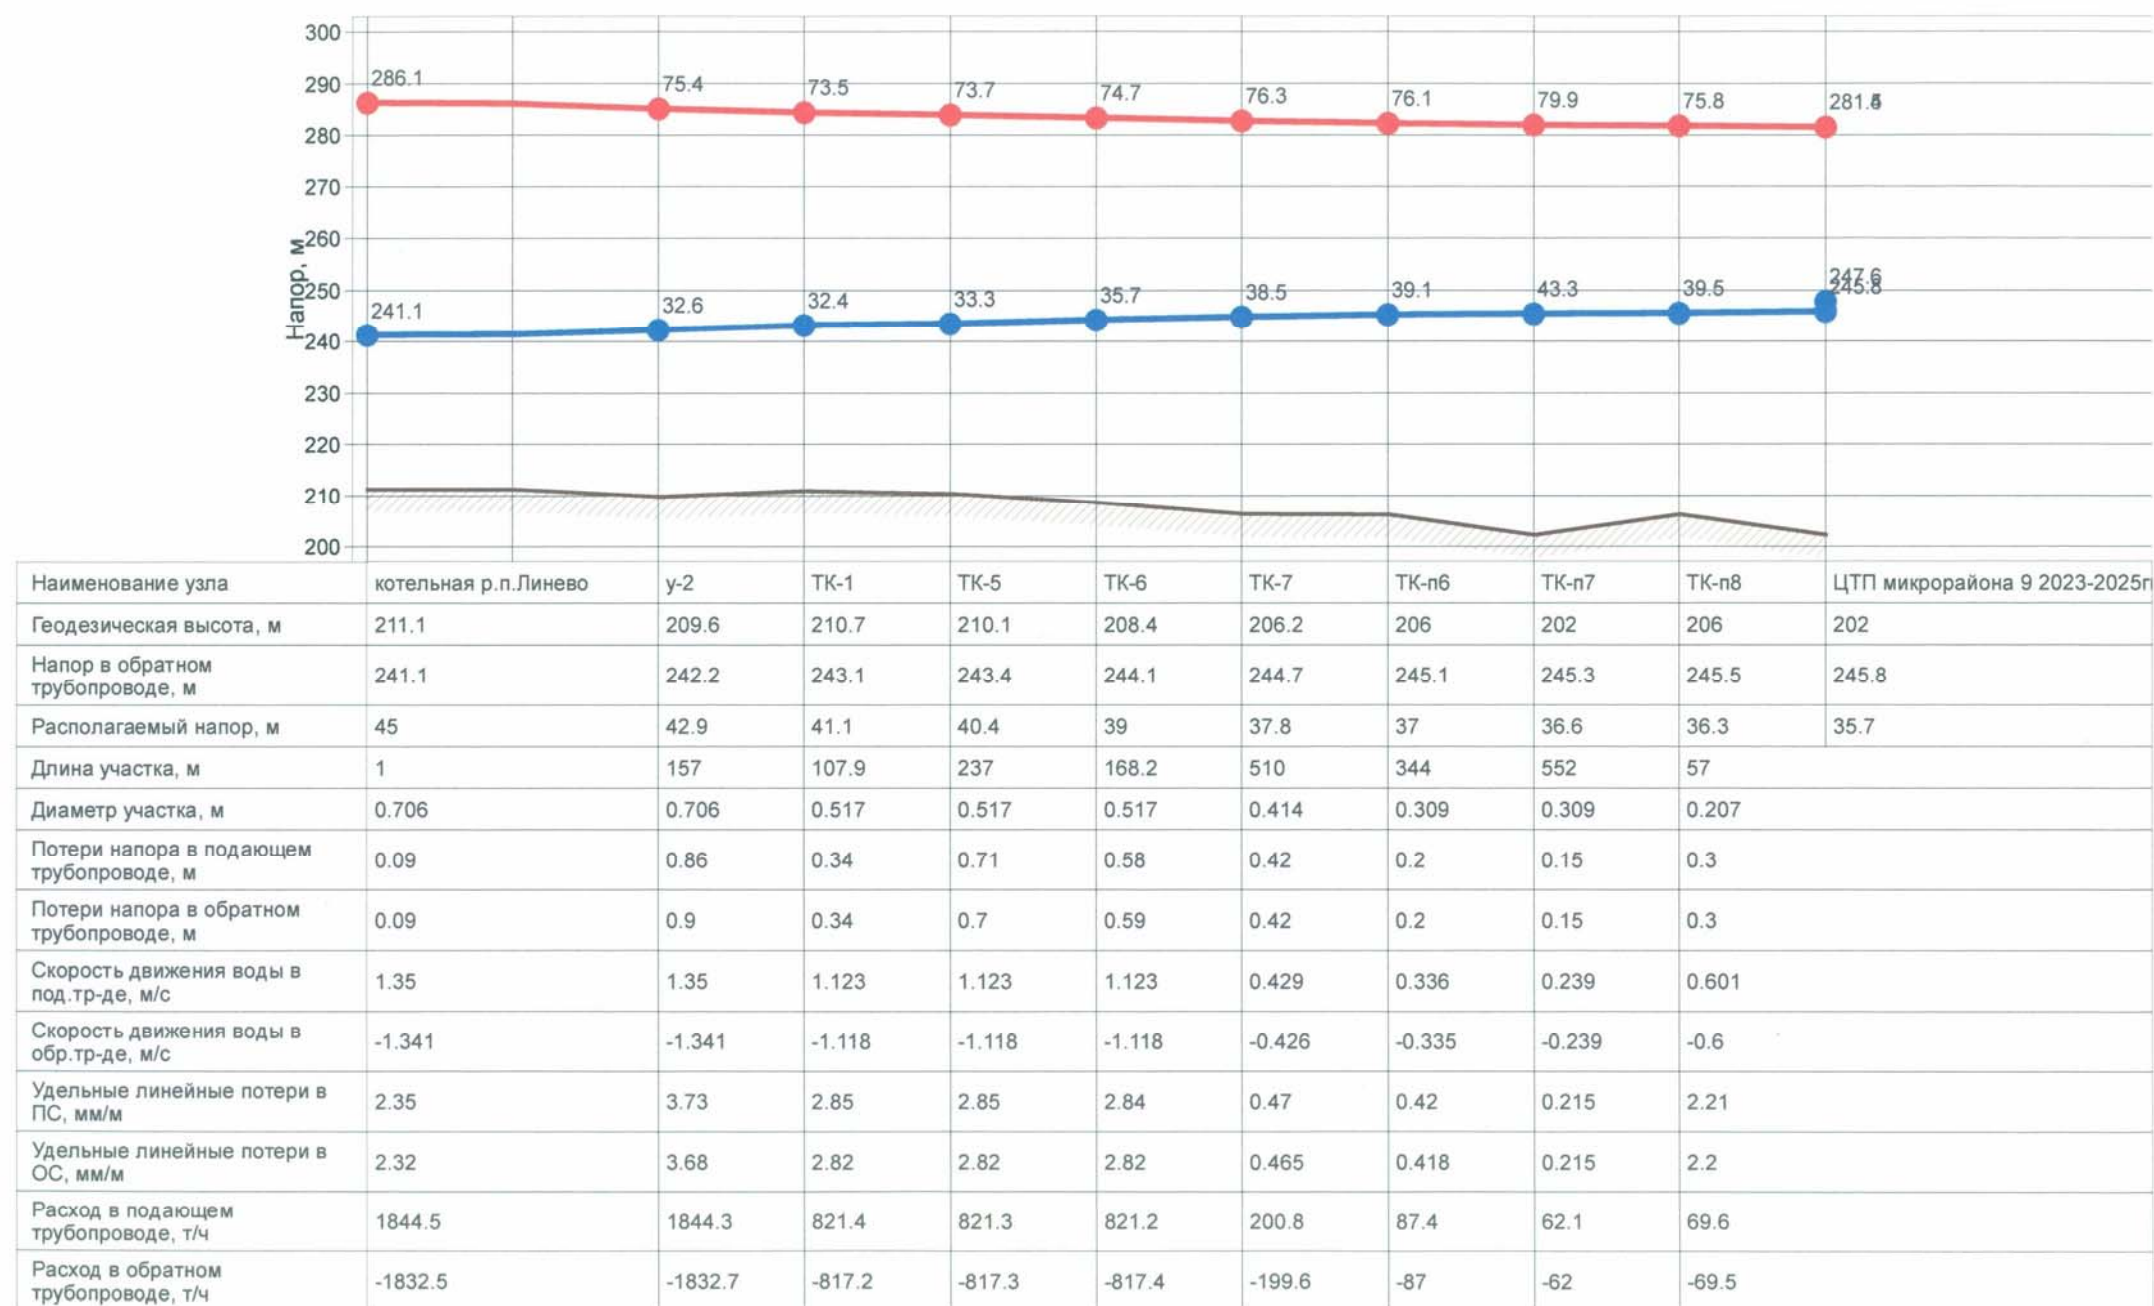 300
290
280
270
260
250
240
230
220
210
200
Напор, м
286.1
75.4
73.5
73.7
74.7
76.3
76.1
79.9
75.8
241.1
32.6
32.4
33.3
35.7
38.5
39.1
43.3
39.5
247.6
245.8
Наименование узла котельная р.п.Линево у-2 ТК-1 ТК-5 ТК-6 ТК-7 ТК-п6 ТК-п7 ТК-п8 ЦТП микрорайона 9 2023-2025г
Геодезическая высота, м 211.1 209.6 210.7 210.1 208.4 206.2 206 202 206 202
Напор в обратном
трубопроводе, м 241.1 242.2 243.1 243.4 244.1 244.7 245.1 245.3 245.5 245.8
Располагаемый напор, м 45 42.9 41.1 40.4 39 37.8 37 36.6 36.3 35.7
Длина участка, м 1 157 107.9 237 168.2 510 344 552 57
Диаметр участка, м 0.706 0.706 0.517 0.517 0.517 0.414 0.309 0.309 0.207
Потери напора в подающем
трубопроводе, м 0.09 0.86 0.34 0.71 0.58 0.42 0.2 0.15 0.3
Потери напора в обратном
трубопроводе, м 0.09 0.9 0.34 0.7 0.59 0.42 0.2 0.15 0.3
Скорость движения воды в
под.тр-де, м/с 1.35 1.35 1.123 1.123 1.123 0.429 0.336 0.239 0.601
Скорость движения воды в
обр.тр-де, м/с -1.341 -1.341 -1.118 -1.118 -1.118 -0.426 -0.335 -0.239 -0.6
Удельные линейные потери в
ПС, мм/м 2.35 3.73 2.85 2.85 2.84 0.47 0.42 0.215 2.21
Удельные линейные потери в
ОС, мм/м 2.32 3.68 2.82 2.82 2.82 0.465 0.418 0.215 2.2
Расход в подающем
трубопроводе, т/ч 1844.5 1844.3 821.4 821.3 821.2 200.8 87.4 62.1 69.6
Расход в обратном
трубопроводе, т/ч -1832.5 -1832.7 -817.2 -817.3 -817.4 -199.6 -87 -62 -69.5